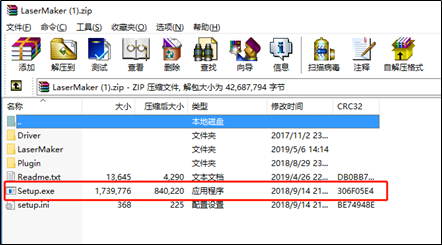 LaserMaker (1).zip
文件(F) 命令(C) 工具(S) 收藏夹(O) 选项(N) 帮助(H)
添加 解压到 测试 查看 删除 查找 向导 信息 扫描病毒 注释 自解压格式
LaserMaker (1).zip - ZIP 压缩文件, 解包大小为 42,687,794 字节
名称 大小 压缩后大小 类型 修改时间 CRC32
.. 本地磁盘
Driver 文件夹 2017/11/2 23...
LaserMaker 文件夹 2019/5/6 14:14
Plugin 文件夹 2018/8/29 23...
Readme.txt 13,645 4,290 文本文档 2019/4/26 22... DB0BB7...
Setup.exe 1,739,776 840,220 应用程序 2018/9/14 21... 306F05E4
setup.ini 368 225 配置设置 2018/9/14 21... BE74948E